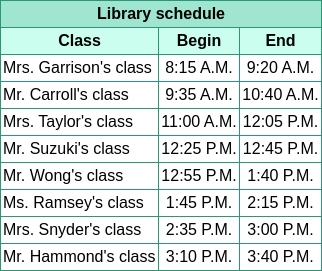 Library schedule
Class Begin End
Mrs. Garrison's class 8:15 A.M. 9:20 A.M.
Mr. Carroll's class 9:35 A.M. 10:40 A.M.
Mrs. Taylor's class 11:00 A.M. 12:05 P.M.
Mr. Suzuki's class 12:25 P.M. 12:45 P.M.
Mr. Wong's class 12:55 P.M. 1:40 P.M.
Ms. Ramsey's class 1:45 P.M. 2:15 P.M.
Mrs. Snyder's class 2:35 P.M. 3:00 P.M.
Mr. Hammond's class 3:10 P.M. 3:40 P.M.